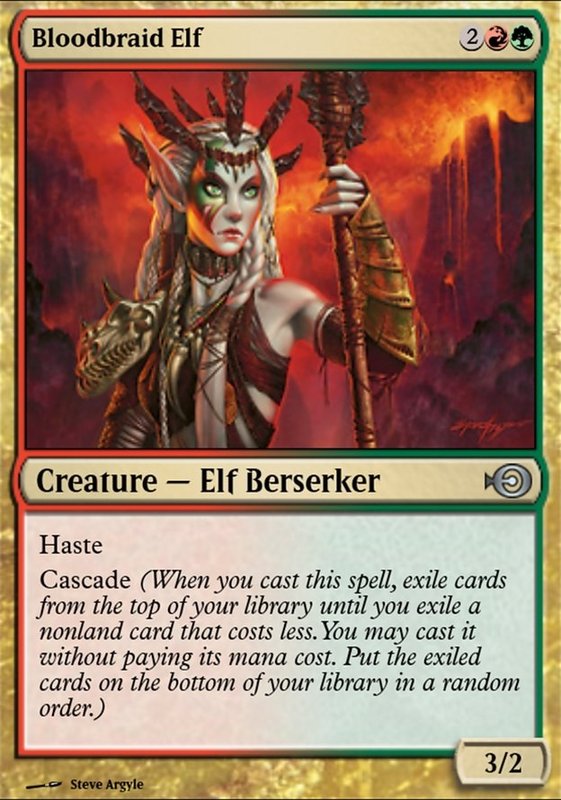 Bloodbraid Elf 2
Creature — Elf Berserker
Haste
Cascade (When you cast this spell, exile cards
from the top of your library until you exile a
nonland card that costs less.You may cast it
without paying its mana cost. Put the exiled
cards on the bottom of your library in a random
order.)
3/2
Steve Argyle